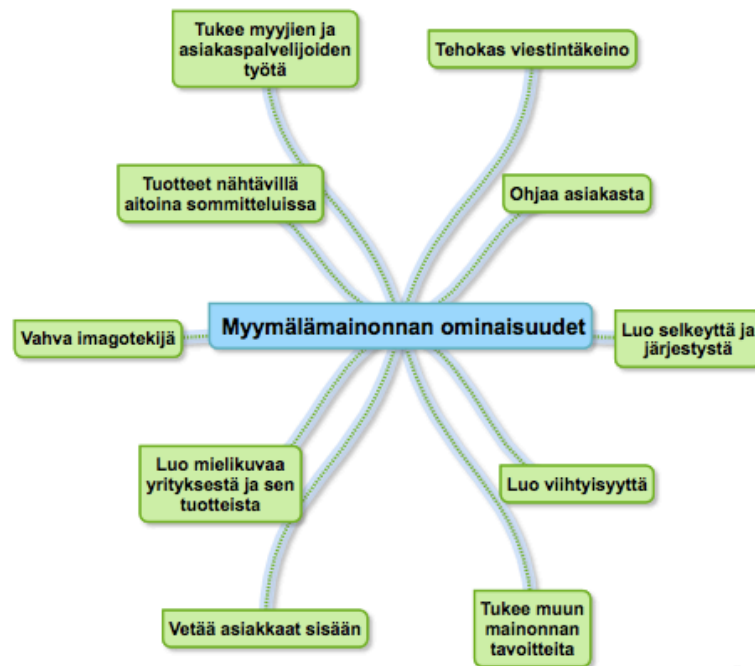 Tukee myyjien ja
asiakaspalvelijoiden
työtä
Tehokas viestintäkeino
Tuotteet nähtävillä
aitoina sommitteluissa
Ohjaa asiakasta
Vahva imagotekijä
Myymälämainonnan ominaisuudet
Luo selkeyttä ja
järjestystä
Luo mielikuvaa
yrityksestä ja sen
tuotteista
Luo viihtyisyyttä
Vetää asiakkaat sisään
Tukee muun
mainonnan
tavoitteita